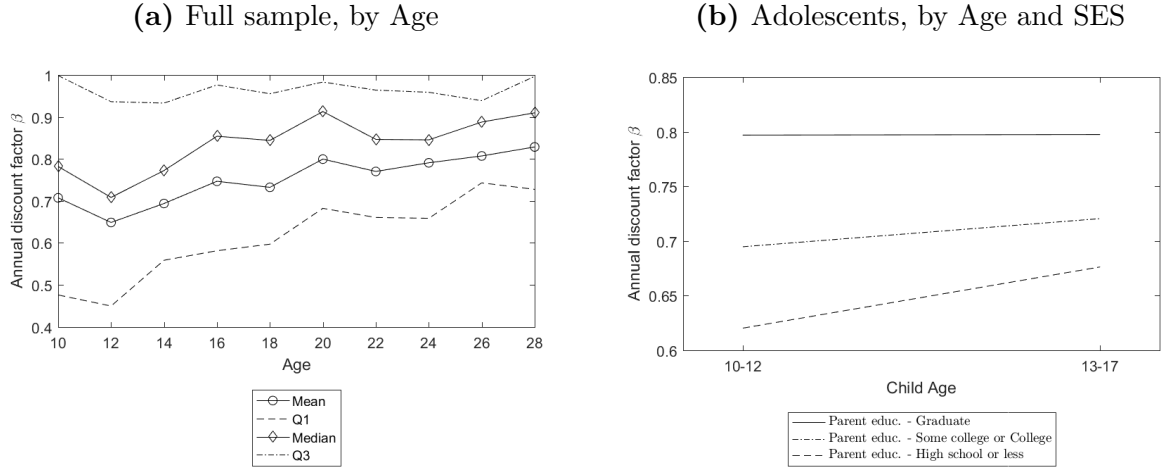 (a) Full sample, by Age
1
0.9
0.8
0.7
0.6
0.5
0.4
Annual discount factor β
10 12 14 16 18 20 22 24 26 28
Age
Mean
Q1
Median
Q3
(b) Adolescents, by Age and SES
0.85
0.8
0.75
0.7
0.65
0.6
Annual discount factor β
10-12 13-17
Child Age
Parent educ. - Graduate
Parent educ. - Some college or College
Parent educ. - High school or less